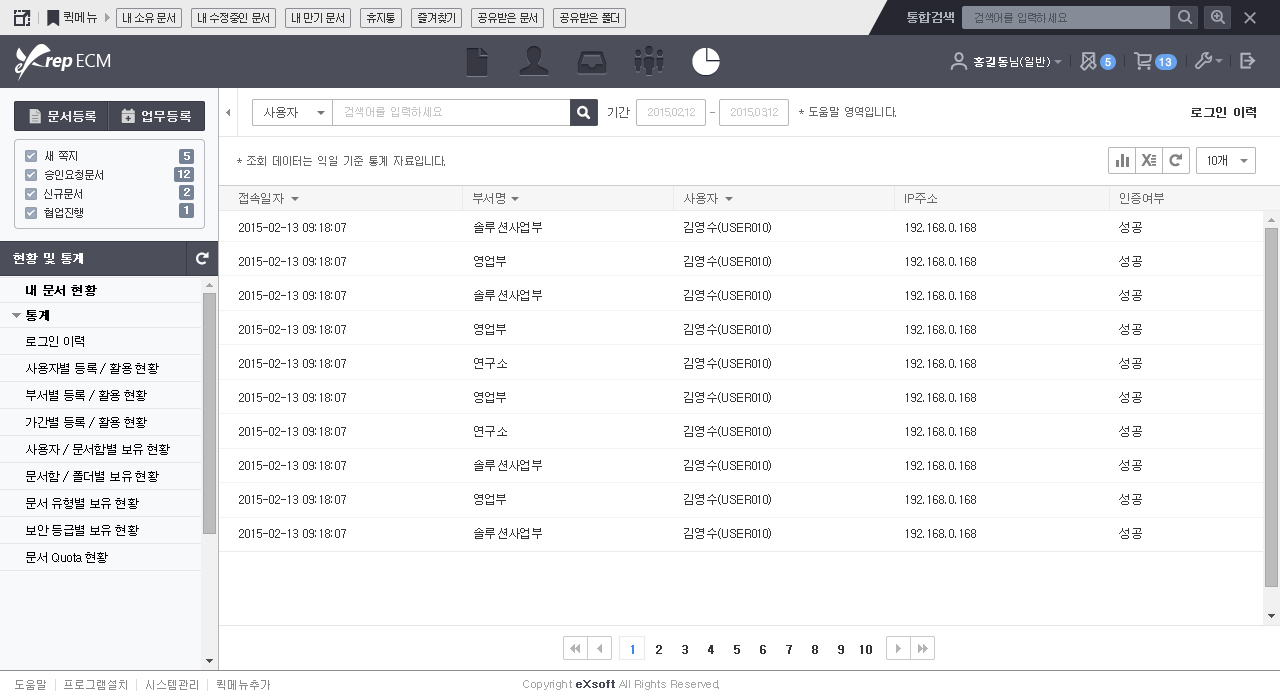 퀵메뉴 내 소유 문서 내 수정중인 문서 내 만기 문서 휴지통 즐겨찾기 공유받은 문서 공유받은 폴더 통합검색 검색어를 입력하세요
eXrep ECM 홍길동님(일반) 5 13
문서등록 업무등록
새 쪽지 5
승인요청문서 12
신규문서 2
협업진행 1
현황 및 통계
내 문서 현황
통계
로그인 이력
사용자별 등록 / 활용 현황
부서별 등록 / 활용 현황
가간별 등록 / 활용 현황
사용자 / 문서함별 보유 현황
문서함 / 폴더별 보유 현황
문서 유형별 보유 현황
보안 등급별 보유 현황
문서 Quota 현황
사용자 검색어를 입력하세요 기간 2015.02.12 - 2015.03.12 * 도움말 영역입니다. 로그인 이력
* 조회 데이터는 익일 기준 통계 자료입니다. 10개
접속일자 부서명 사용자 IP주소 인증여부
2015-02-13 09:18:07 솔루션사업부 김영수(USER010) 192.168.0.168 성공
2015-02-13 09:18:07 영업부 김영수(USER010) 192.168.0.168 성공
2015-02-13 09:18:07 솔루션사업부 김영수(USER010) 192.168.0.168 성공
2015-02-13 09:18:07 영업부 김영수(USER010) 192.168.0.168 성공
2015-02-13 09:18:07 연구소 김영수(USER010) 192.168.0.168 성공
2015-02-13 09:18:07 영업부 김영수(USER010) 192.168.0.168 성공
2015-02-13 09:18:07 연구소 김영수(USER010) 192.168.0.168 성공
2015-02-13 09:18:07 솔루션사업부 김영수(USER010) 192.168.0.168 성공
2015-02-13 09:18:07 영업부 김영수(USER010) 192.168.0.168 성공
2015-02-13 09:18:07 솔루션사업부 김영수(USER010) 192.168.0.168 성공
1 2 3 4 5 6 7 8 9 10
도움말 프로그램설치 시스템관리 퀵메뉴추가 Copyright eXsoft All Rights Reserved.